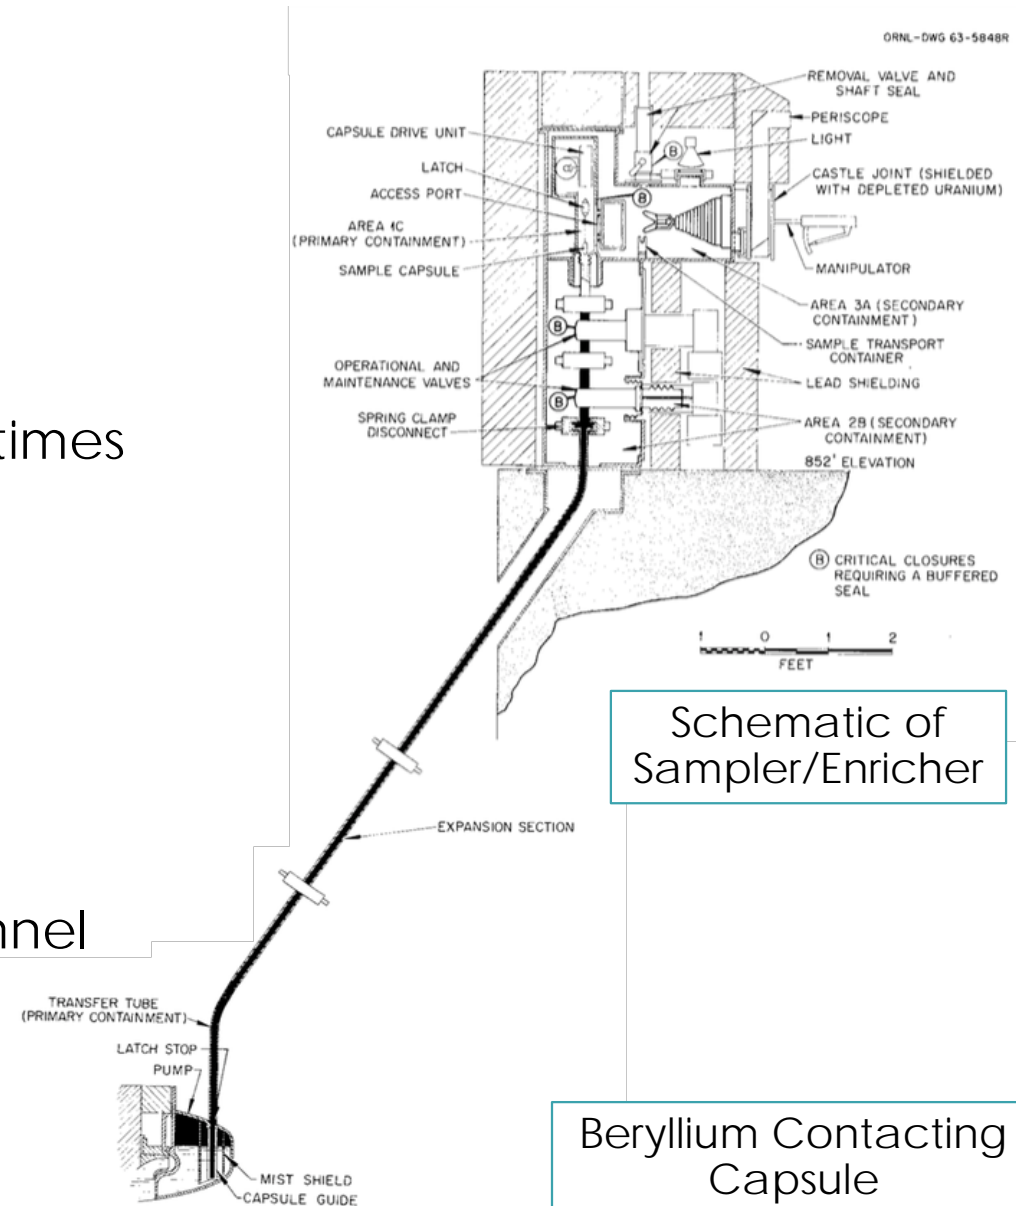 ORNL-DWG 63-5848R
REMOVAL VALVE AND
SHAFT SEAL
PERISCOPE
LIGHT
CASTLE JOINT (SHIELDED
WITH DEPLETED URANIUM)
MANIPULATOR
AREA 3A (SECONDARY
CONTAINMENT)
SAMPLE TRANSPORT
CONTAINER
LEAD SHIELDING
AREA 2B (SECONDARY
CONTAINMENT)
852' ELEVATION
CAPSULE DRIVE UNIT
LATCH
ACCESS PORT
AREA 1C
(PRIMARY CONTAINMENT)
SAMPLE CAPSULE
OPERATIONAL AND
MAINTENANCE VALVES
SPRING CLAMP
DISCONNECT
B
B
B
B
B
times
B CRITICAL CLOSURES
REQUIRING A BUFFERED
SEAL
1 0 1 2
FEET
Schematic of
Sampler/Enricher
EXPANSION SECTION
nnel
TRANSFER TUBE
(PRIMARY CONTAINMENT)
LATCH STOP
PUMP
MIST SHIELD
CAPSULE GUIDE
Beryllium Contacting
Capsule